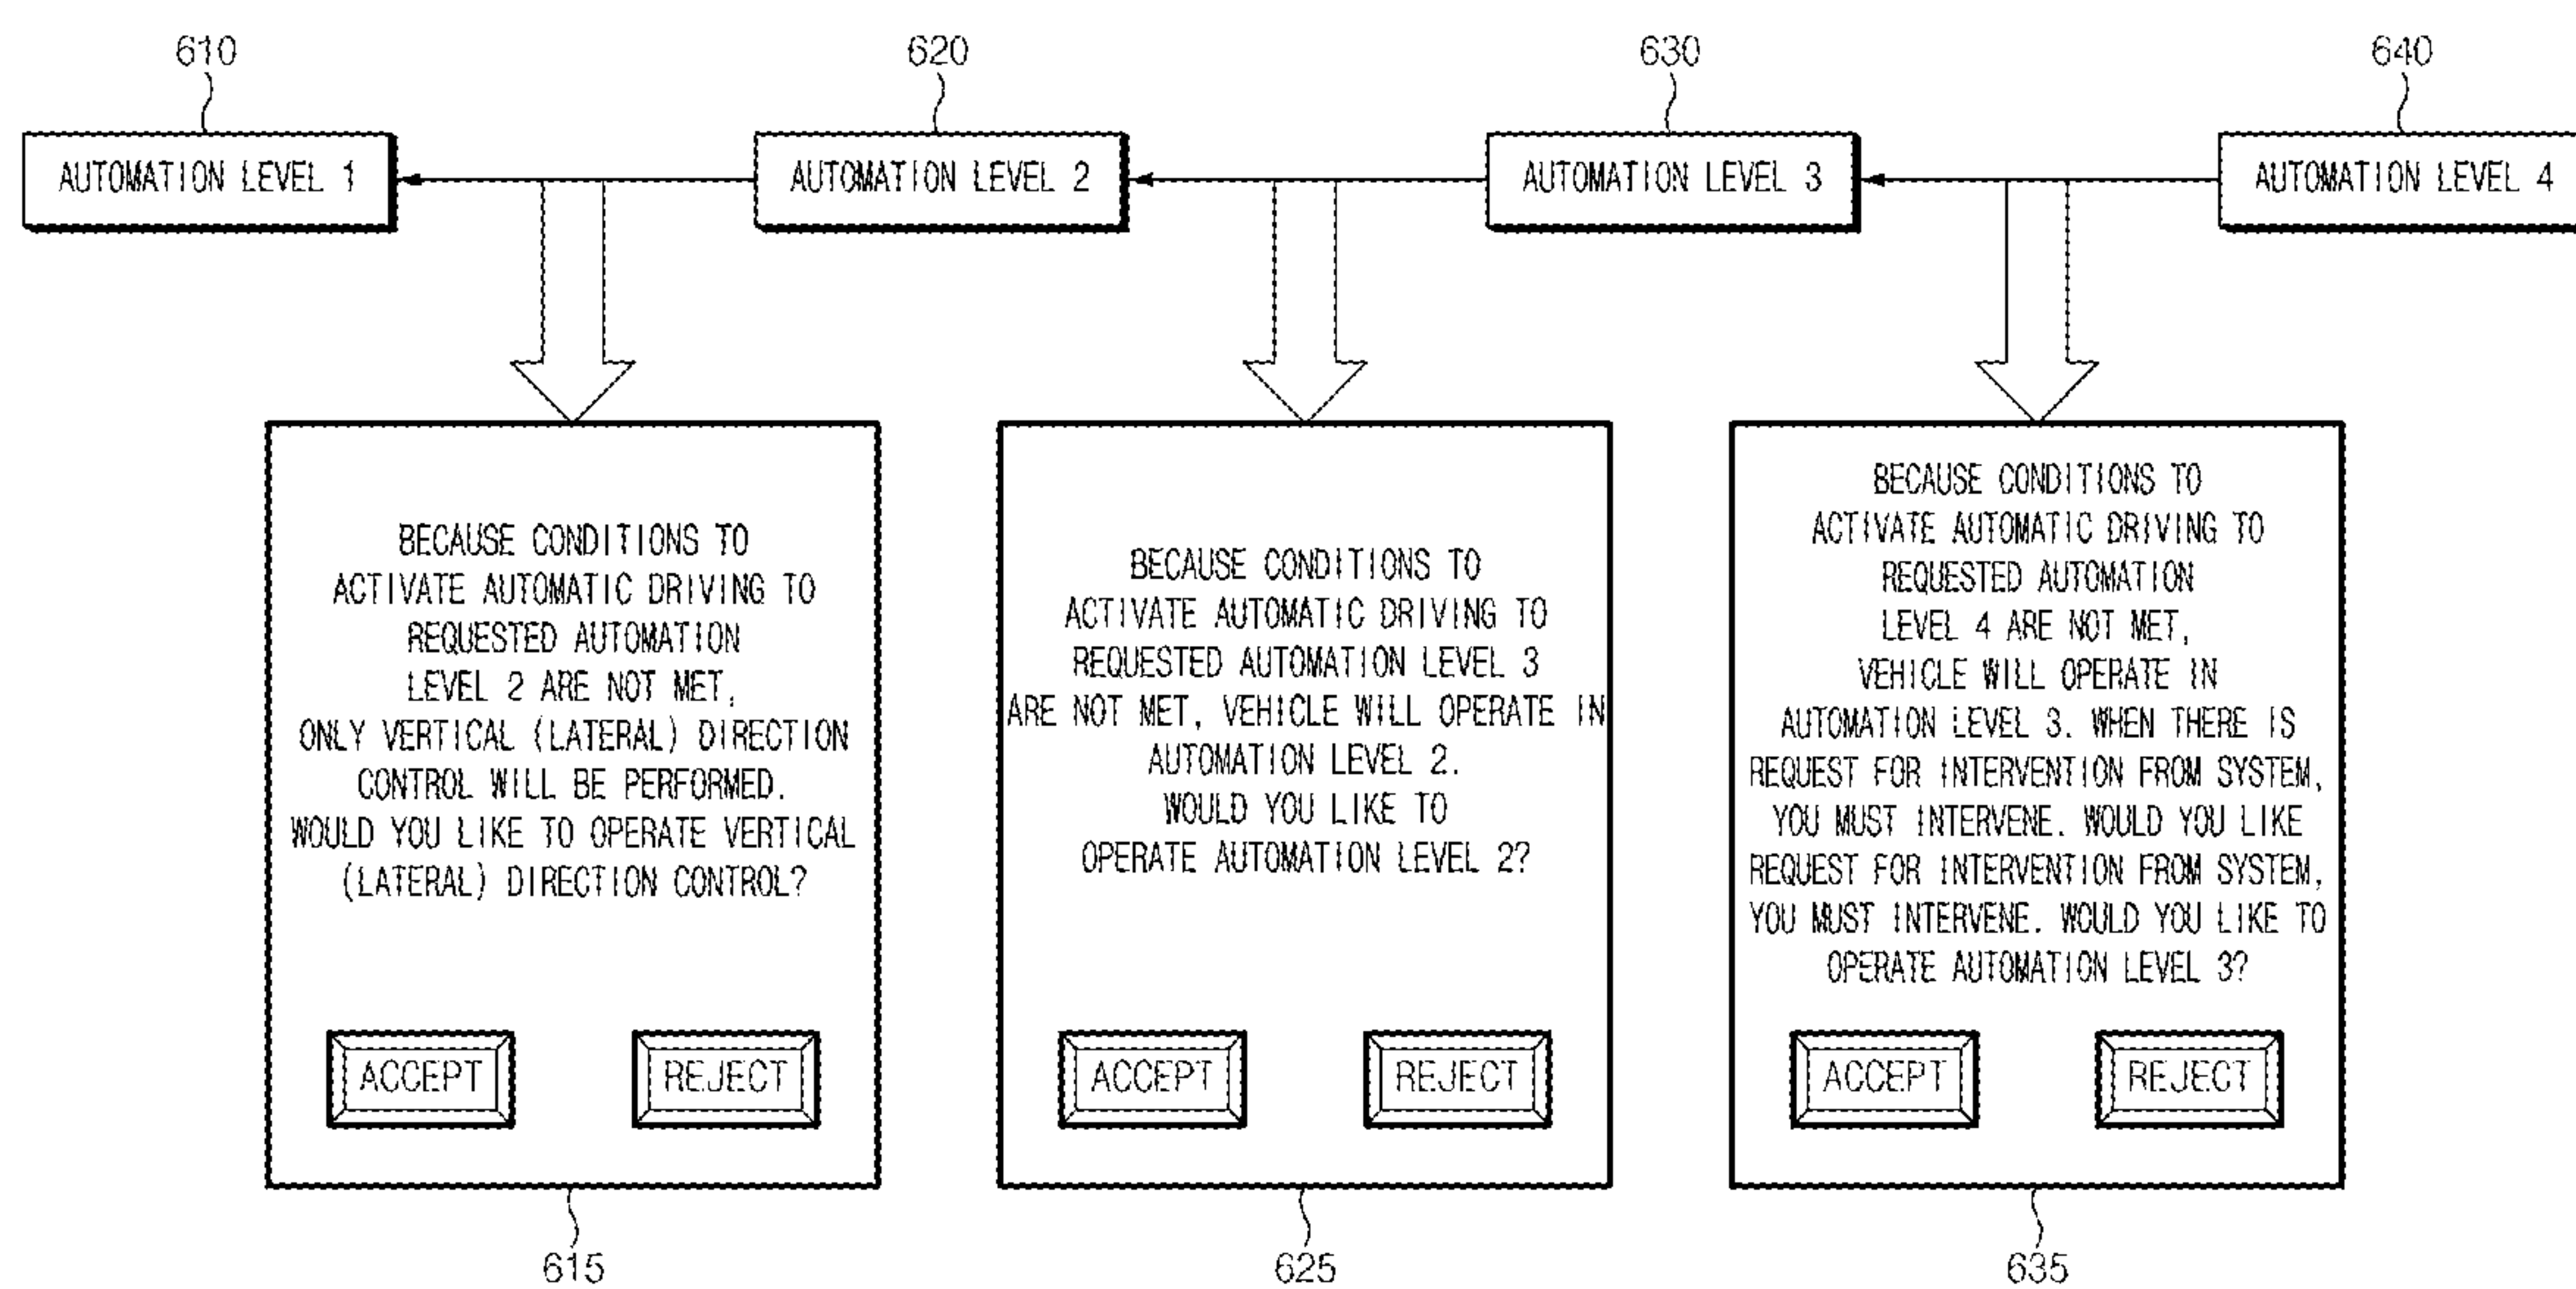 610
620
630
640
AUTOMATION LEVEL 1
AUTOMATION LEVEL 2
AUTOMATION LEVEL 3
AUTOMATION LEVEL 4
BECAUSE CONDITIONS TO
ACTIVATE AUTOMATIC DRIVING TO
REQUESTED AUTOMATION
LEVEL 2 ARE NOT MET,
ONLY VERTICAL (LATERAL) DIRECTION
CONTROL WILL BE PERFORMED.
WOULD YOU LIKE TO OPERATE VERTICAL
(LATERAL) DIRECTION CONTROL?
ACCEPT
REJECT
615
BECAUSE CONDITIONS TO
ACTIVATE AUTOMATIC DRIVING TO
REQUESTED AUTOMATION LEVEL 3
ARE NOT MET, VEHICLE WILL OPERATE IN
AUTOMATION LEVEL 2.
WOULD YOU LIKE TO
OPERATE AUTOMATION LEVEL 2?
ACCEPT
REJECT
625
BECAUSE CONDITIONS TO
ACTIVATE AUTOMATIC DRIVING TO
REQUESTED AUTOMATION
LEVEL 4 ARE NOT MET,
VEHICLE WILL OPERATE IN
AUTOMATION LEVEL 3. WHEN THERE IS
REQUEST FOR INTERVENTION FROM SYSTEM,
YOU MUST INTERVENE. WOULD YOU LIKE
REQUEST FOR INTERVENTION FROM SYSTEM,
YOU MUST INTERVENE. WOULD YOU LIKE TO
OPERATE AUTOMATION LEVEL 3?
ACCEPT
REJECT
635